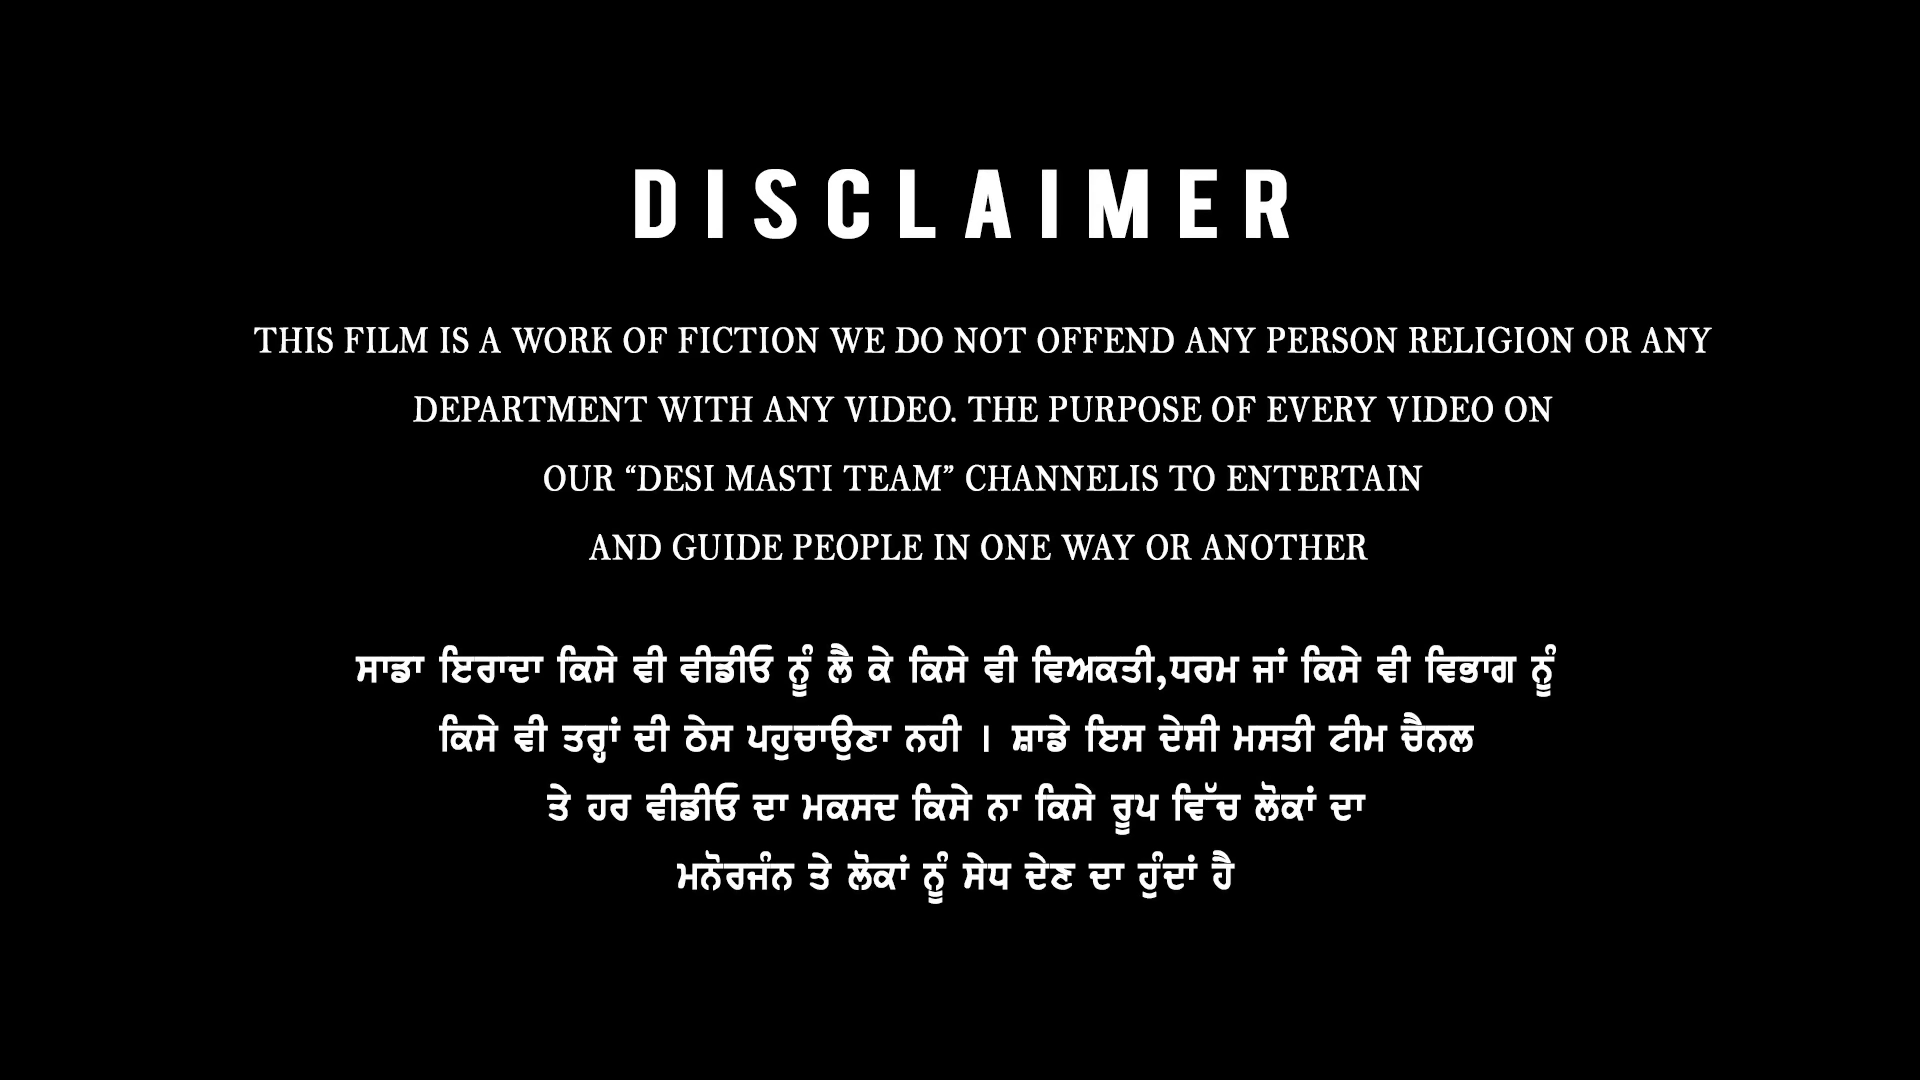 DISCLAIMER
THIS FILM IS A WORK OF FICTION WE DO NOT OFFEND ANY PERSON RELIGION OR ANY
DEPARTMENT WITH ANY VIDEO. THE PURPOSE OF EVERY VIDEO ON
OUR “DESI MASTI TEAM” CHANNELIS TO ENTERTAIN
AND GUIDE PEOPLE IN ONE WAY OR ANOTHER
ਸਾਡਾ ਇਰਾਦਾ ਕਿਸੇ ਵੀ ਵੀਡੀਓ ਨੂੰ ਲੈ ਕੇ ਕਿਸੇ ਵੀ ਵਿਅਕਤੀ,ਧਰਮ ਜਾਂ ਕਿਸੇ ਵੀ ਵਿਭਾਗ ਨੂੰ
ਕਿਸੇ ਵੀ ਤਰ੍ਹਾਂ ਦੀ ਠੇਸ ਪਹੁਚਾਉਣਾ ਨਹੀ । ਸ਼ਾਡੇ ਇਸ ਦੇਸੀ ਮਸਤੀ ਟੀਮ ਚੈਨਲ
ਤੇ ਹਰ ਵੀਡੀਓ ਦਾ ਮਕਸਦ ਕਿਸੇ ਨਾ ਕਿਸੇ ਰੂਪ ਵਿੱਚ ਲੋਕਾਂ ਦਾ
ਮਨੋਰਜੰਨ ਤੇ ਲੋਕਾਂ ਨੂੰ ਸੇਧ ਦੇਣ ਦਾ ਹੁੰਦਾਂ ਹੈ